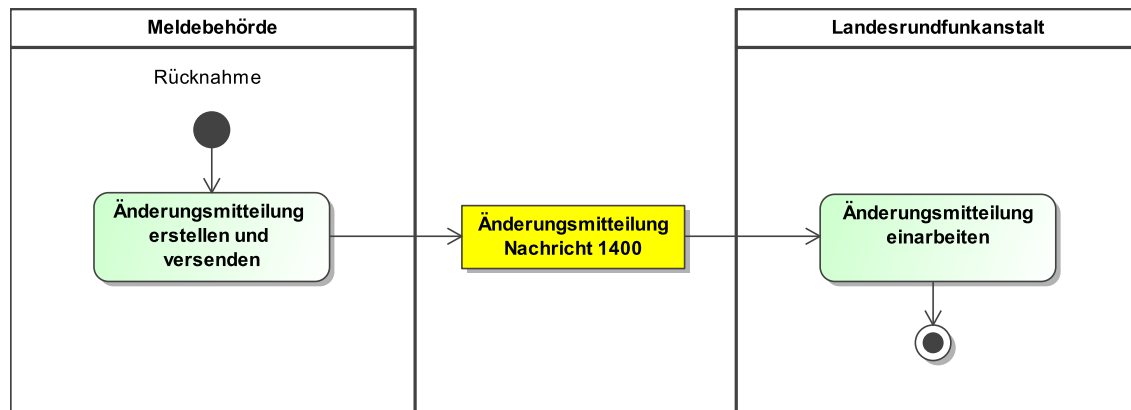 Meldebehörde
Landesrundfunkanstalt
Rücknahme
Änderungsmitteilung
erstellen und
versenden
Änderungsmitteilung
Nachricht 1400
Änderungsmitteilung
einarbeiten